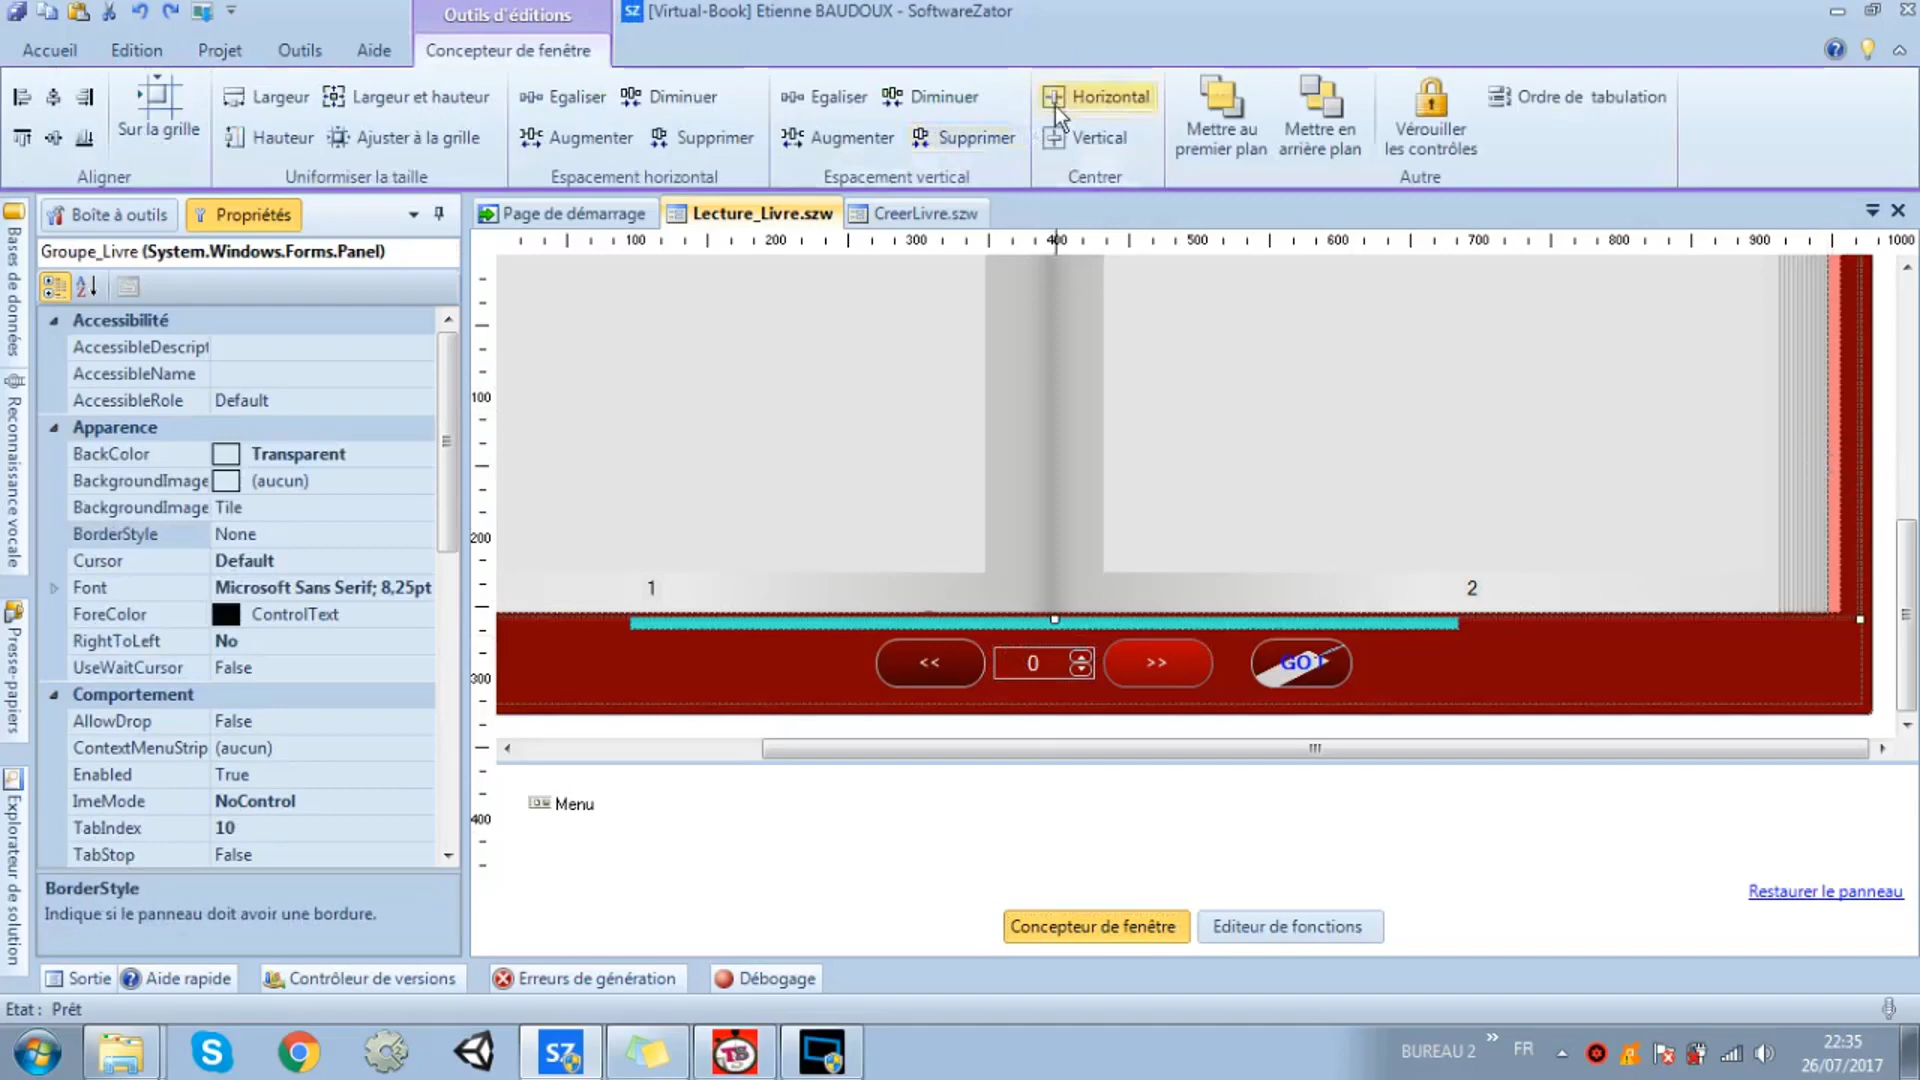 Outils d'éditions
SZ [Virtual-Book] Etienne BAUDOUX - SoftwareZator
Accueil Edition Projet Outils Aide Concepteur de fenêtre
Largeur Largeur et hauteur Egaliser Diminuer Egaliser Diminuer Horizontal Ordre de tabulation
Sur la grille Mettre au Mettre en Vérouiller
Hauteur Ajuster à la grille Augmenter Supprimer Augmenter Supprimer Vertical premier plan arrière plan les contrôles
Aligner Uniformiser la taille Espacement horizontal Espacement vertical Centrer Autre
Boîte à outils Propriétés
Page de démarrage Lecture_Livre.szw CreerLivre.szw
100 200 300 400 500 600 700 800 900 1000
Groupe_Livre (System.Windows.Forms.Panel)
Accessibilité
AccessibleDescript
AccessibleName
AccessibleRole Default
Apparence
BackColor Transparent
BackgroundImage (aucun)
BackgroundImage Tile
BorderStyle None
Cursor Default
Font Microsoft Sans Serif; 8,25pt
ForeColor ControlText
RightToLeft No
UseWaitCursor False
Comportement
AllowDrop False
ContextMenuStrip (aucun)
Enabled True
ImeMode NoControl
TabIndex 10
TabStop False
BorderStyle
Indique si le panneau doit avoir une bordure.
Bases de données
Reconnaissance vocale
Presse-papiers
Explorateur de solution
100
200
300
400
1 2
<< 0 >> GO !
Menu
Restaurer le panneau
Concepteur de fenêtre Editeur de fonctions
Sortie Aide rapide Contrôleur de versions Erreurs de génération Débogage
Etat : Prêt
BUREAU 2 » FR 22:35
26/07/2017